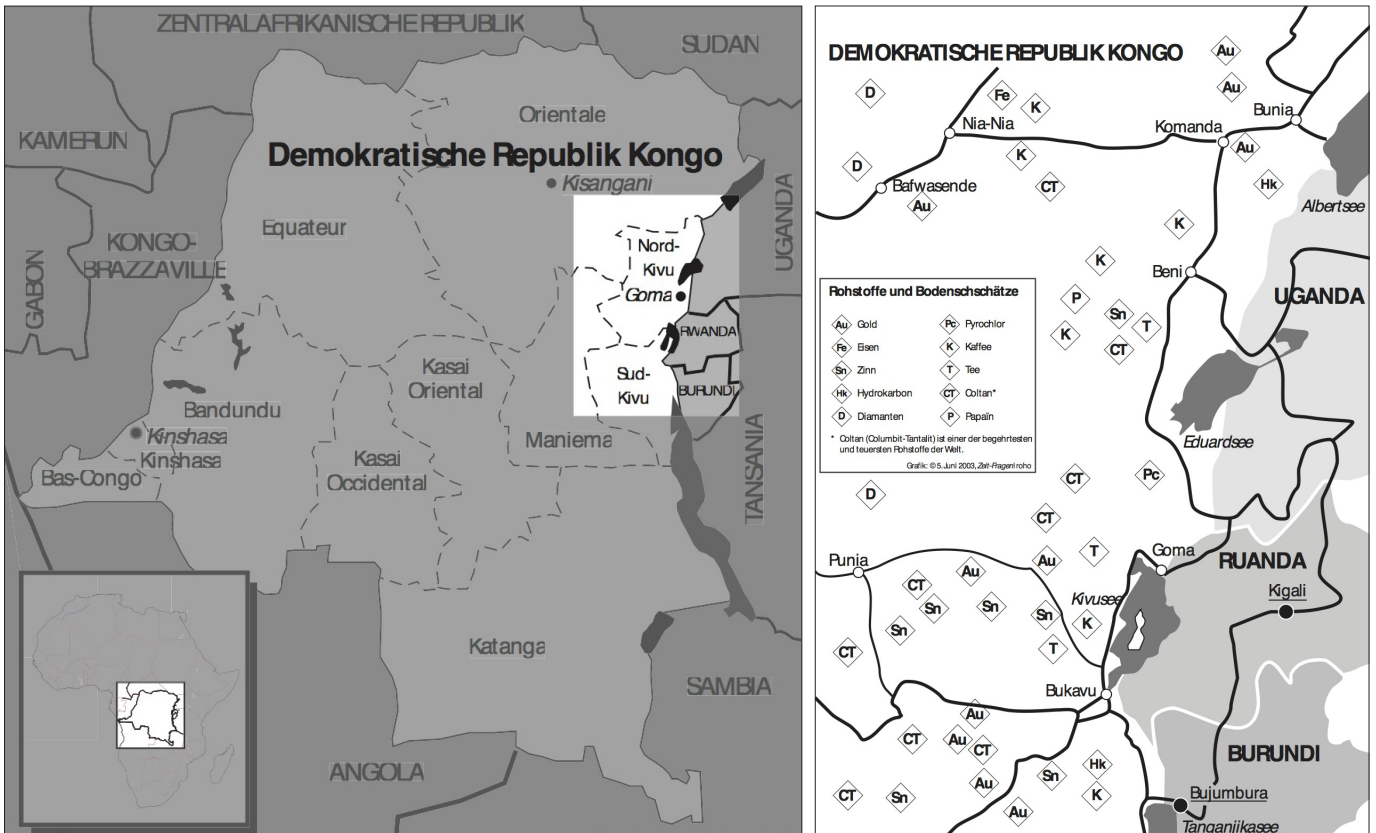 ZENTRALAFRIKANISCHE REPUBLIK
SUDAN
KAMERUN
Orientale
Demokratische Republik Kongo
Kisangani
UGANDA
Equateur
KONGO-
BRAZZAVILLE
GABON
Nord-
Kivu
Goma
RWANDA
Kasai
Oriental
Sud-
Kivu
BURUNDI
Bandundu
Kinshasa
Kinshasa
Maniema
TANSANIA
Bas-Congo
Kasai
Occidental
Katanga
SAMBIA
ANGOLA
DEMOKRATISCHE REPUBLIK KONGO
Au
D
Fe
Au
K
Bunia
Nia-Nia
Komanda
Au
K
D
CT
Hk
Bafwasende
Au
Albertsee
K
K
Beni
UGANDA
P
Sn
T
K
CT
Rohstoffe und Bodenschschätze
Au Gold
Fe Eisen
Sn Zinn
Hk Hydrokarbon
D Diamanten
Pc Pyrochlor
K Kaffee
T Tee
CT Coltan*
P Papaïn
* Coltan (Columbit-Tantalit) ist einer der begehrtesten
und teuersten Rohstoffe der Welt.
Grafik: © 5. Juni 2003, Zeit-Fragen/roho
Eduardsee
CT
Pc
D
CT
T
Goma
Punia
Au
Au
RUANDA
CT
Kigali
Kivusee
Sn
Sn
Sn
K
Sn
CT
T
Bukavu
Au
CT
Au
CT
BURUNDI
Hk
Sn
Au
CT
Sn
K
Bujumbura
Au
Tanganjikasee